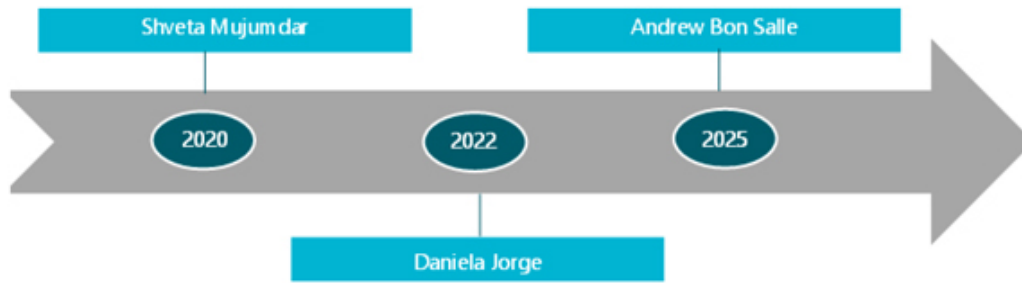 Shveta Mujumdar
Andrew Bon Salle
2020
2022
2025
Daniela Jorge